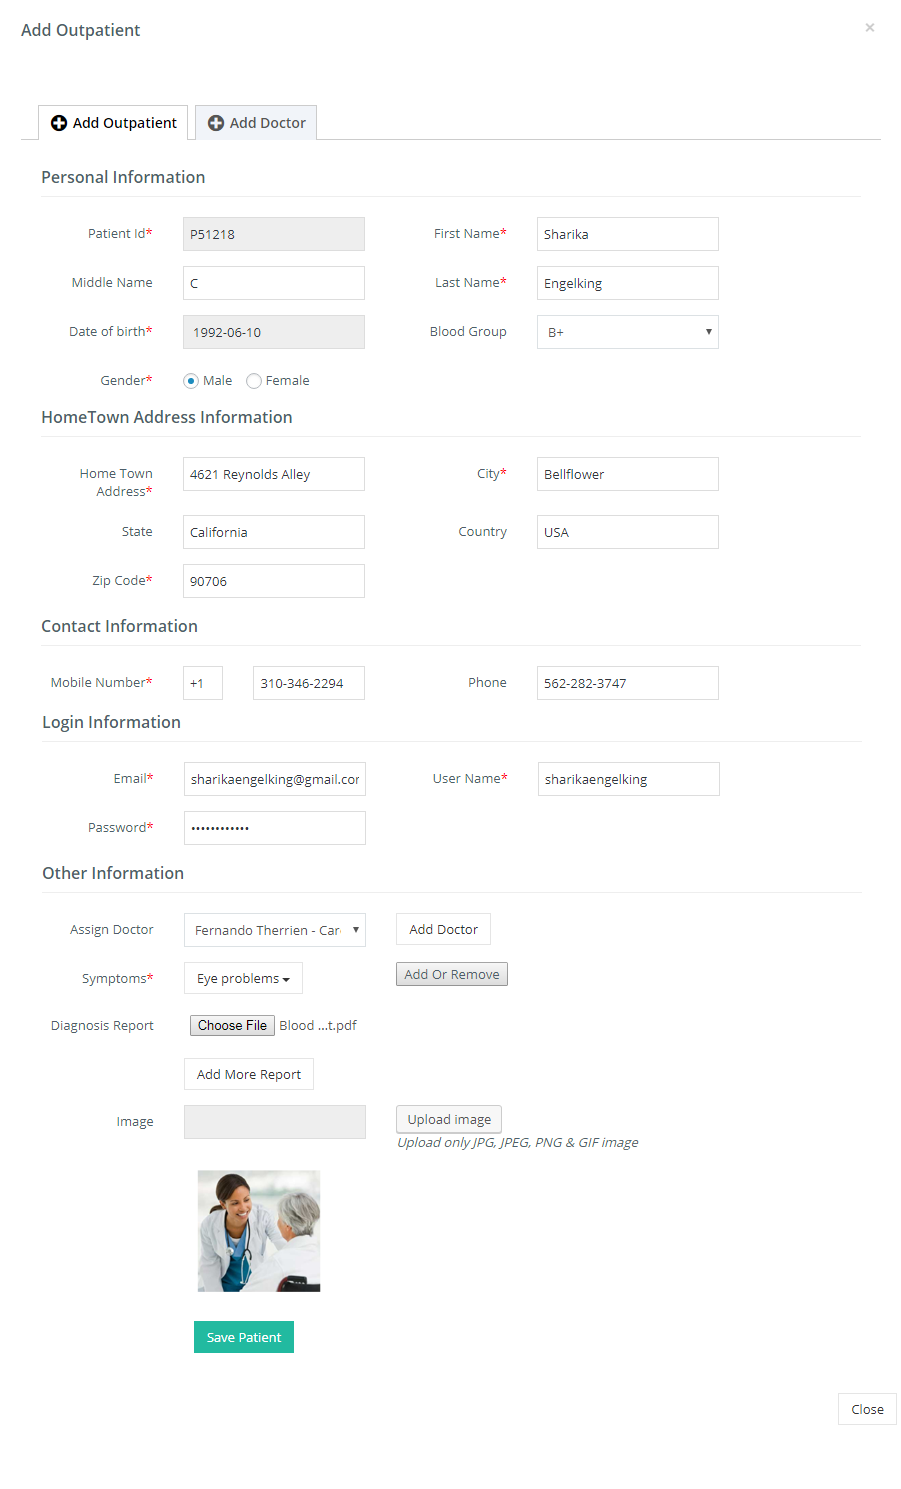 Add Outpatient ×
Add Outpatient Add Doctor
Personal Information
Patient Id* P51218 First Name* Sharika
Middle Name C Last Name* Engelking
Date of birth* 1992-06-10 Blood Group B+
Gender* Male Female
HomeTown Address Information
Home Town Address* 4621 Reynolds Alley City* Bellflower
State California Country USA
Zip Code* 90706
Contact Information
Mobile Number* +1 310-346-2294 Phone 562-282-3747
Login Information
Email* sharikaengelking@gmail.cor User Name* sharikaengelking
Password* ••••••••••••
Other Information
Assign Doctor Fernando Therrien - Car Add Doctor
Symptoms* Eye problems Add Or Remove
Diagnosis Report Choose File Blood ...t.pdf
Add More Report
Image Upload image
Upload only JPG, JPEG, PNG & GIF image
Save Patient
Close